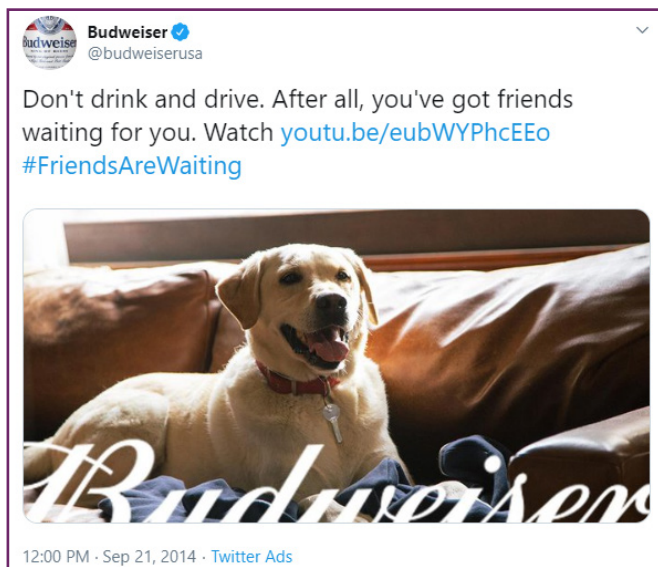 Budweiser
Budweiser
@budweiserusa
Don't drink and drive. After all, you've got friends
waiting for you. Watch youtu.be/eubWYPhcEEo
#FriendsAreWaiting
Budweiser
12:00 PM · Sep 21, 2014 · Twitter Ads